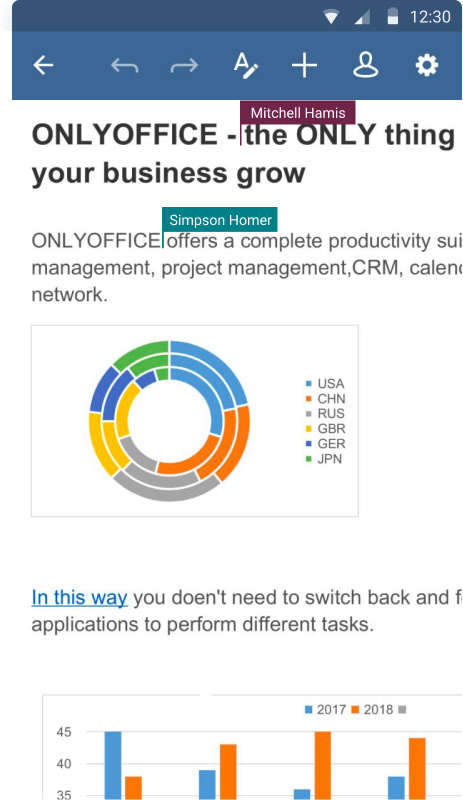 12:30
Mitchell Hamis
ONLYOFFICE - the ONLY thing
your business grow
Simpson Homer
ONLYOFFICE offers a complete productivity sui
management, project management,CRM, calend
network.
USA
CHN
RUS
GBR
GER
JPN
In this way you doen't need to switch back and f
applications to perform different tasks.
2017 2018
45
40
35